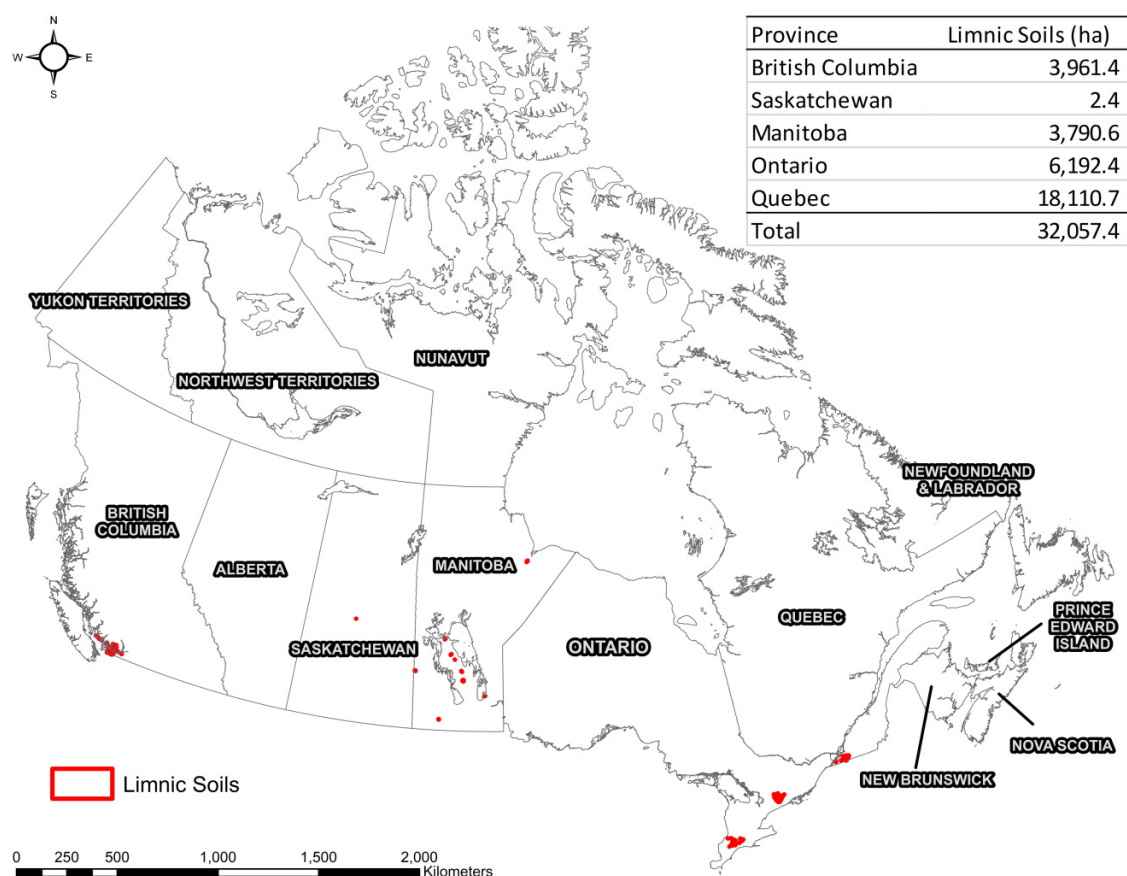 N
W E
S
Province Limnic Soils (ha)
British Columbia 3,961.4
Saskatchewan 2.4
Manitoba 3,790.6
Ontario 6,192.4
Quebec 18,110.7
Total 32,057.4
YUKON TERRITORIES
NORTHWEST TERRITORIES
NUNAVUT
BRITISH
COLUMBIA
ALBERTA
SASKATCHEWAN
MANITOBA
ONTARIO
QUEBEC
NEWFOUNDLAND
& LABRADOR
PRINCE
EDWARD
ISLAND
NOVA SCOTIA
NEW BRUNSWICK
Limnic Soils
0 250 500 1,000 1,500 2,000
Kilometers